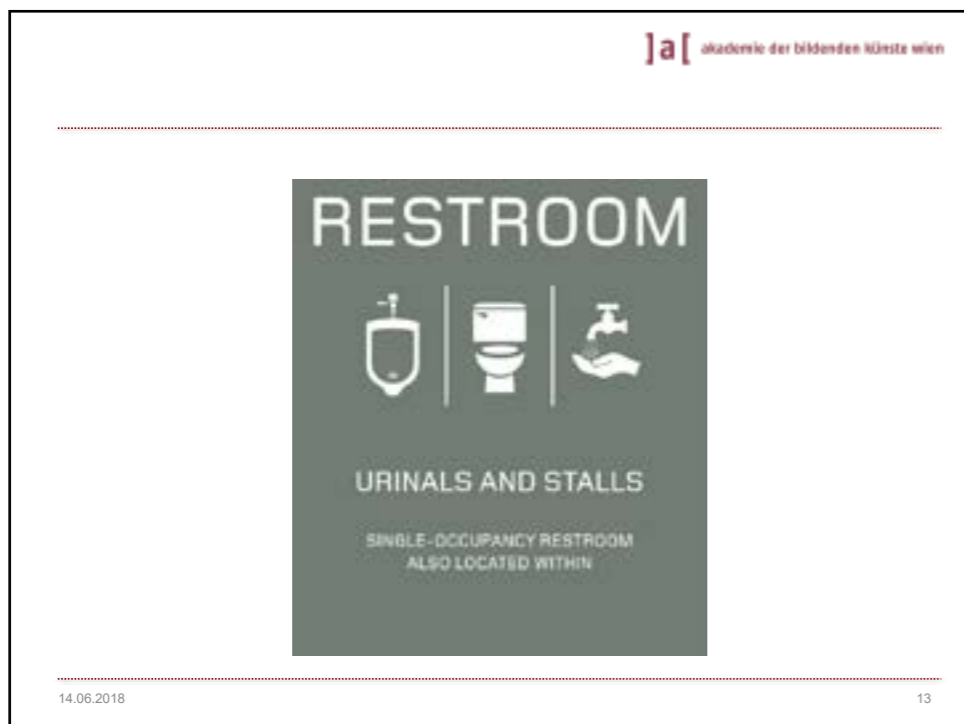 ]a[ akademie der bildenden künste wien
RESTROOM
URINALS AND STALLS
SINGLE-OCCUPANCY RESTROOM
ALSO LOCATED WITHIN
14.06.2018
13